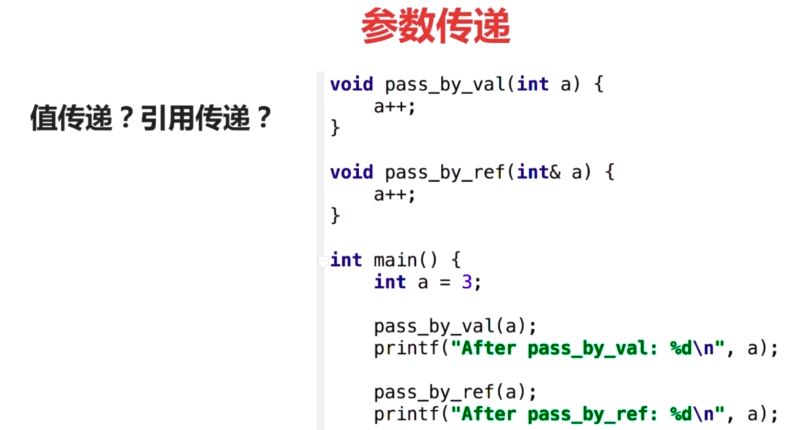 参数传递
值传递？引用传递？
void pass_by_val(int a) {
    a++;
}
void pass_by_ref(int& a) {
    a++;
}
int main() {
    int a = 3;
    pass_by_val(a);
    printf("After pass_by_val: %d\n", a);
    pass_by_ref(a);
    printf("After pass_by_ref: %d\n", a);